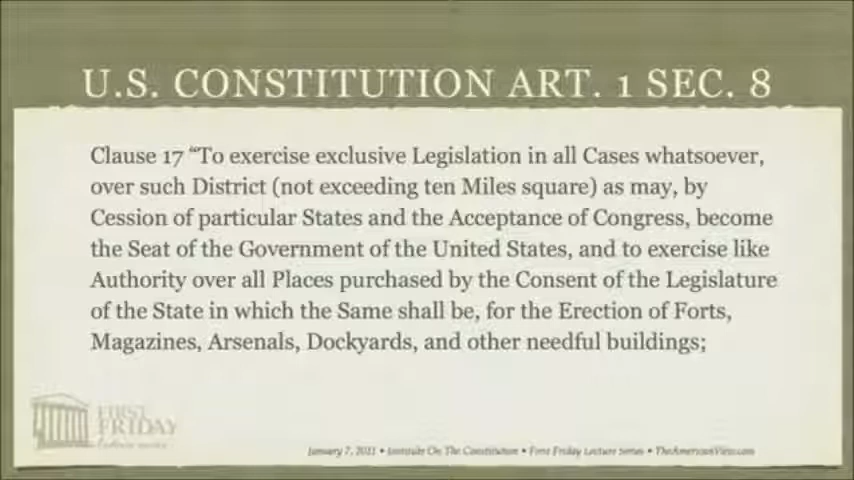 U.S. CONSTITUTION ART. 1 SEC. 8
Clause 17 “To exercise exclusive Legislation in all Cases whatsoever,
over such District (not exceeding ten Miles square) as may, by
Cession of particular States and the Acceptance of Congress, become
the Seat of the Government of the United States, and to exercise like
Authority over all Places purchased by the Consent of the Legislature
of the State in which the Same shall be, for the Erection of Forts,
Magazines, Arsenals, Dockyards, and other needful buildings;
FIRST
FRIDAY
Lecture Series
January 7, 2011 • Institute On The Constitution • First Friday Lecture Series • TheAmericanView.com